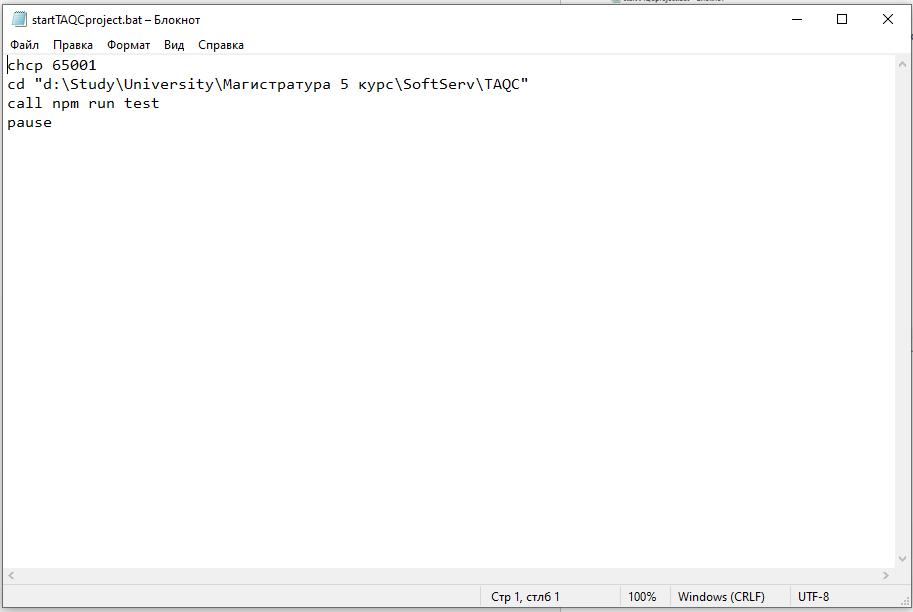 startTAQCproject.bat – Блокнот
Файл Правка Формат Вид Справка
chcp 65001
cd "d:\Study\University\Магистратура 5 курс\SoftServ\TAQC"
call npm run test
pause
Стр 1, стлб 1 100% Windows (CRLF) UTF-8